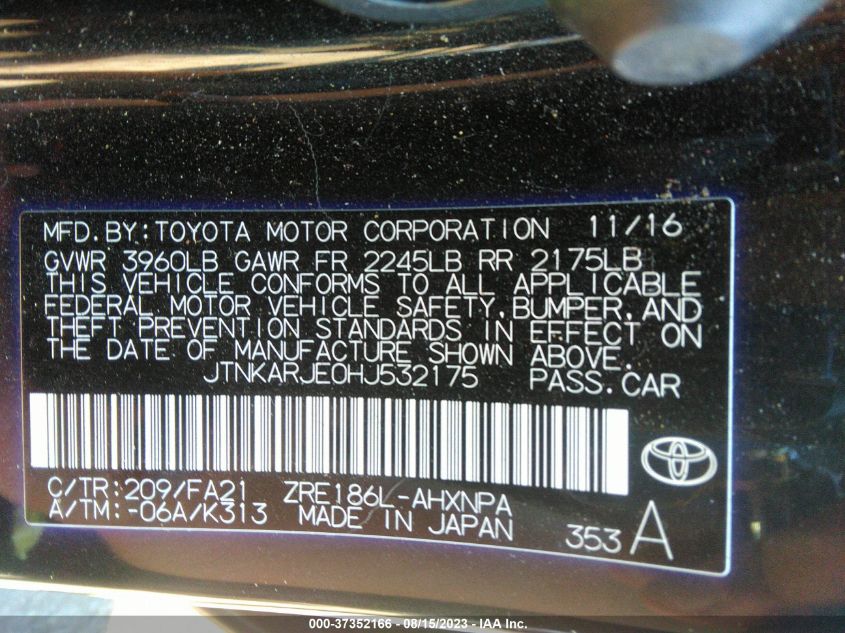 MFD. BY: TOYOTA MOTOR CORPORATION 11/16
GVWR 3960LB GAWR FR 2245LB RR 2175LB
THIS VEHICLE CONFORMS TO ALL APPLICABLE
FEDERAL MOTOR VEHICLE SAFETY, BUMPER, AND
THEFT PREVENTION STANDARDS IN EFFECT ON
THE DATE OF MANUFACTURE SHOWN ABOVE.
JTNKARJE0HJ532175 PASS. CAR
C/TR: 209/FA21 ZRE186L-AHXNPA
A/TM: -06A/K313 MADE IN JAPAN 353 A
000-37352166 - 08/15/2023 - IAA Inc.